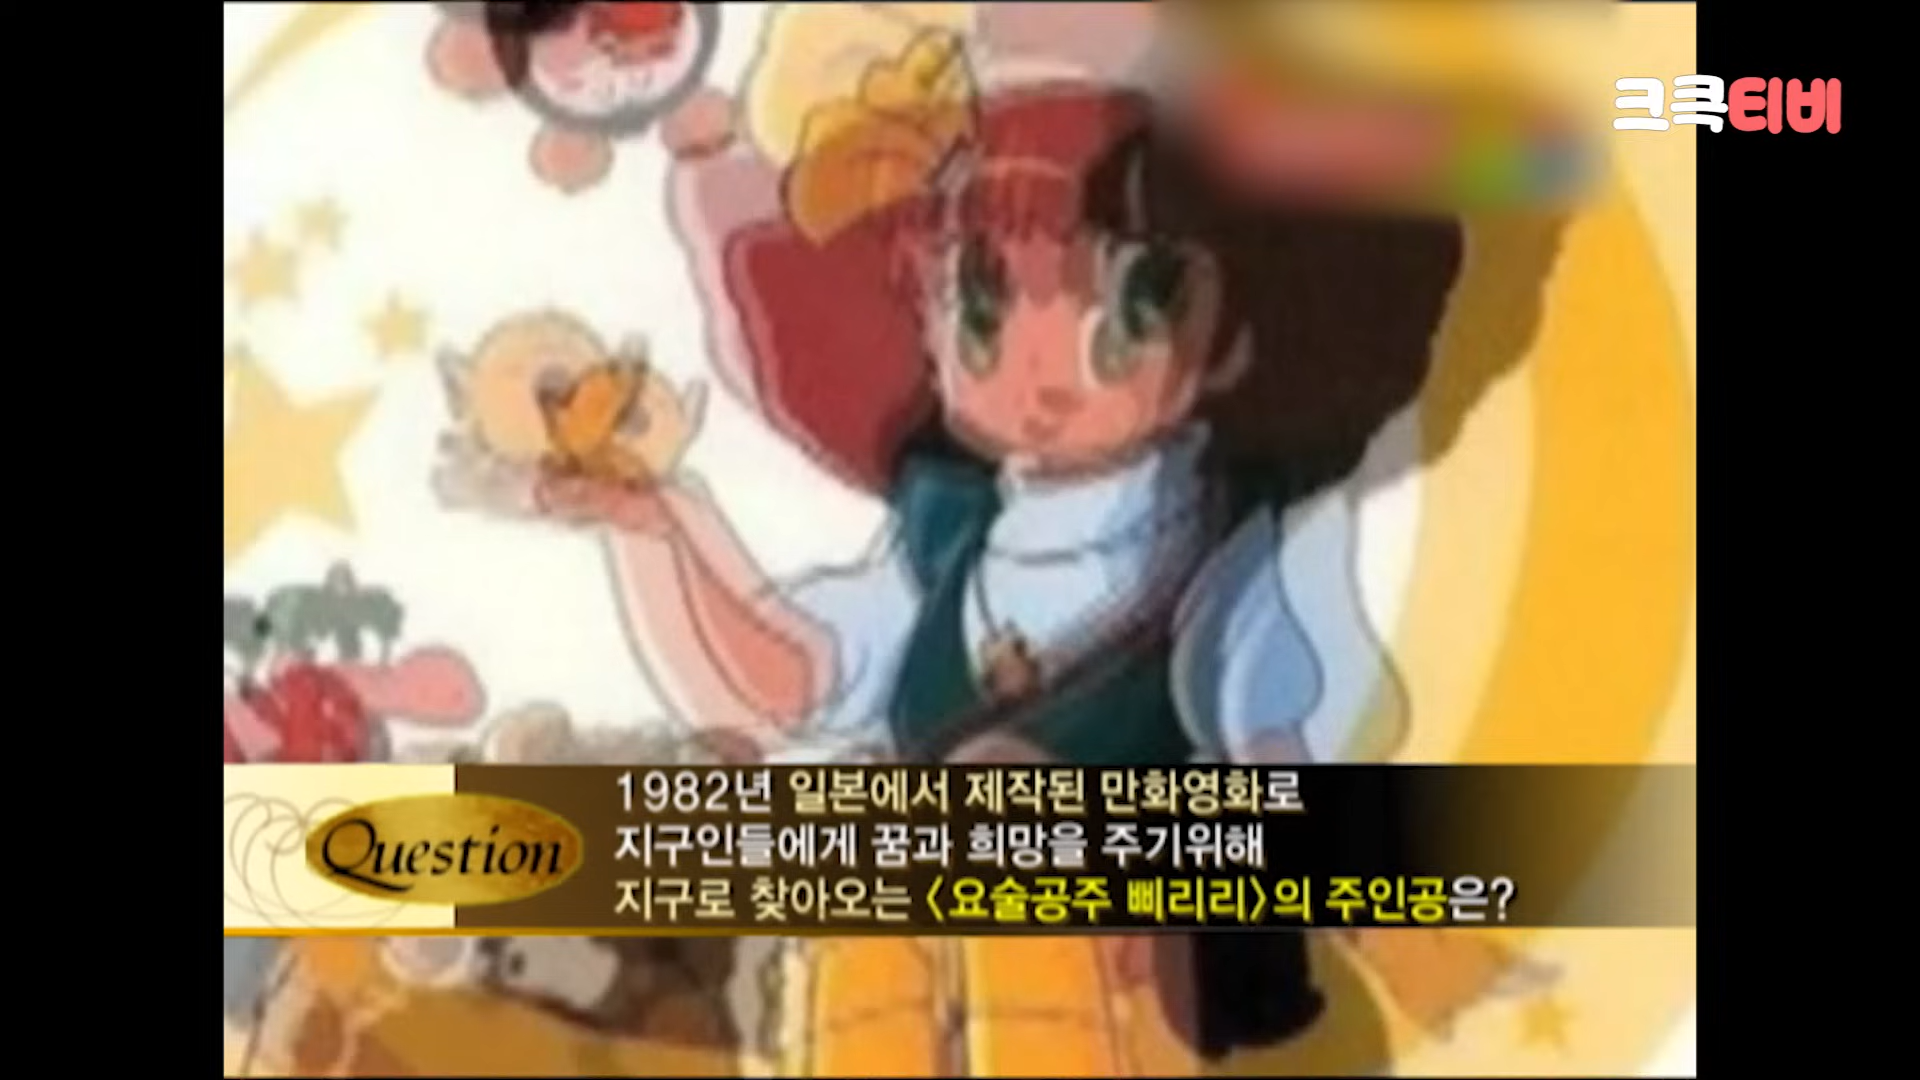 크큭티비
Question
1982년 일본에서 제작된 만화영화로
지구인들에게 꿈과 희망을 주기위해
지구로 찾아오는 <요술공주 삐리리>의 주인공은?